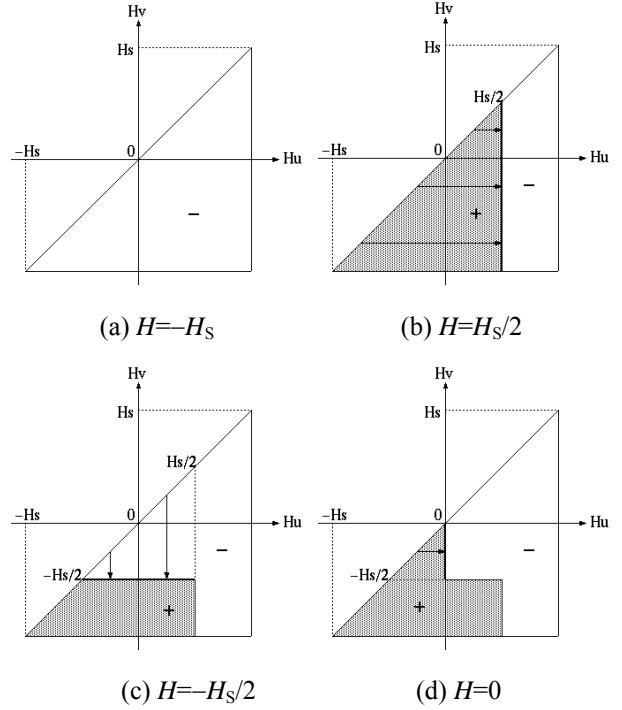 Hv
Hs
−Hs
0
Hu
−
(a) H=−HS
Hv
Hs
Hs/2
−Hs
0
Hu
−
+
(b) H=HS/2
Hv
Hs
Hs/2
−Hs
0
Hu
−
−Hs/2
+
(c) H=−HS/2
Hv
Hs
−Hs
0
Hu
−
−Hs/2
+
(d) H=0